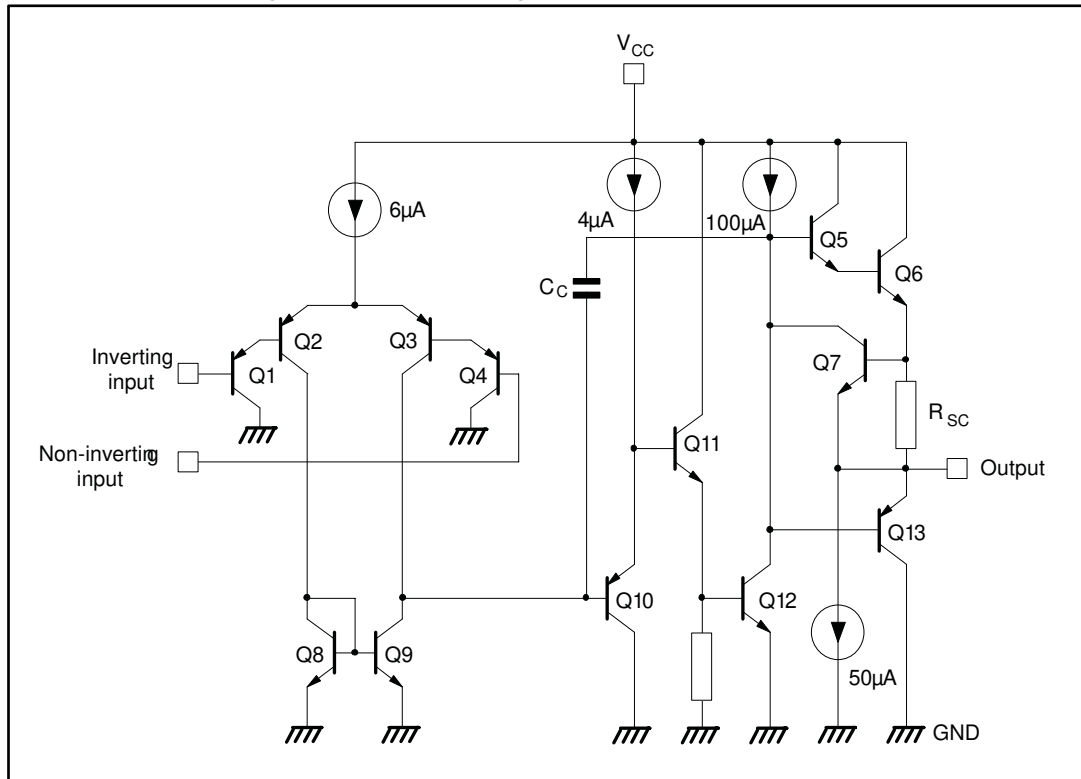 VCC
6µA
4µA
100µA
Q5
Q6
CC
Q2
Q3
Q7
Inverting
input
Q1
Q4
RSC
Q11
Non-inverting
input
Output
Q13
Q10
Q12
Q8
Q9
50µA
GND